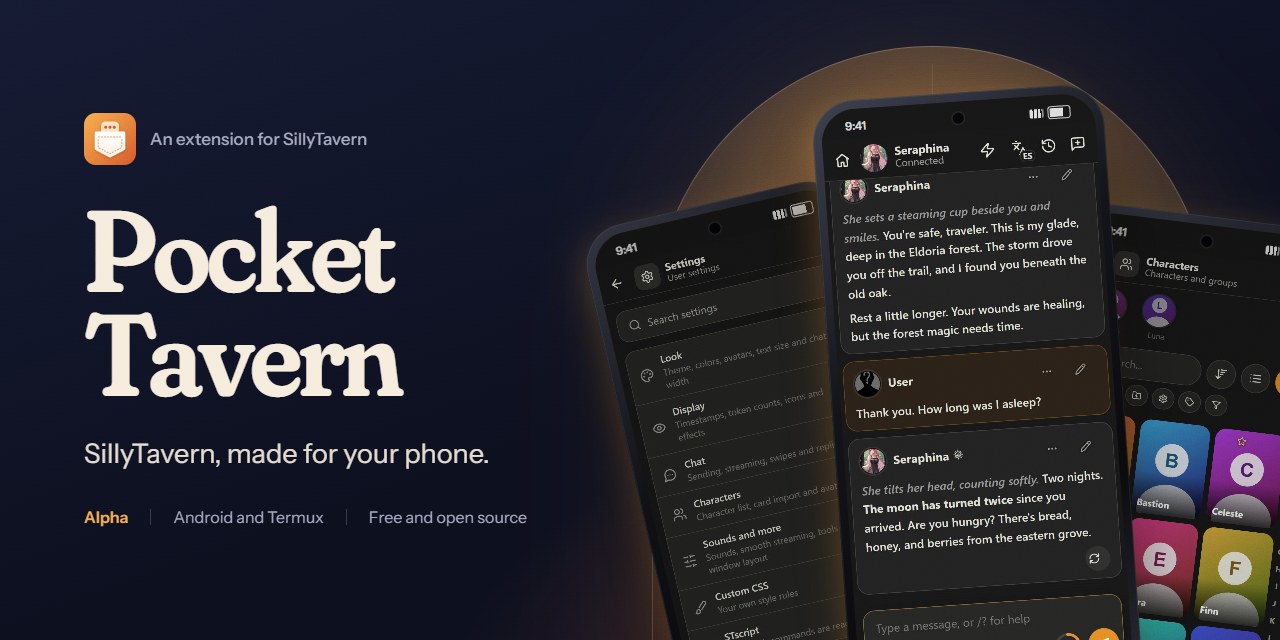 An extension for SillyTavern
Pocket
Tavern
SillyTavern, made for your phone.
Alpha
Android and Termux
Free and open source
9:41
Settings
User settings
Search settings
Look
Theme, colors, avatars, text size and chat
width
Display
Timestamps, token counts, icons and
effects
Chat
Sending, streaming, swipes and
Characters
Character list, card import and
Sounds and more
Sounds, smooth streaming,
window layout
Custom CSS
Your own style rules
STscript
commands are
9:41
Seraphina
Connected
ES
Seraphina
She sets a steaming cup beside you and
smiles. You're safe, traveler. This is my glade,
deep in the Eldoria forest. The storm drove
you off the trail, and I found you beneath the
old oak.
Rest a little longer. Your wounds are healing,
but the forest magic needs time.
User
Thank you. How long was I asleep?
Seraphina
She tilts her head, counting softly. Two nights.
The moon has turned twice since you
arrived. Are you hungry? There's bread,
honey, and berries from the eastern grove.
Type a message, or /? for help
:41
Characters
Characters and groups
L
Luna
B
Bastion
C
Celeste
E
F
Finn